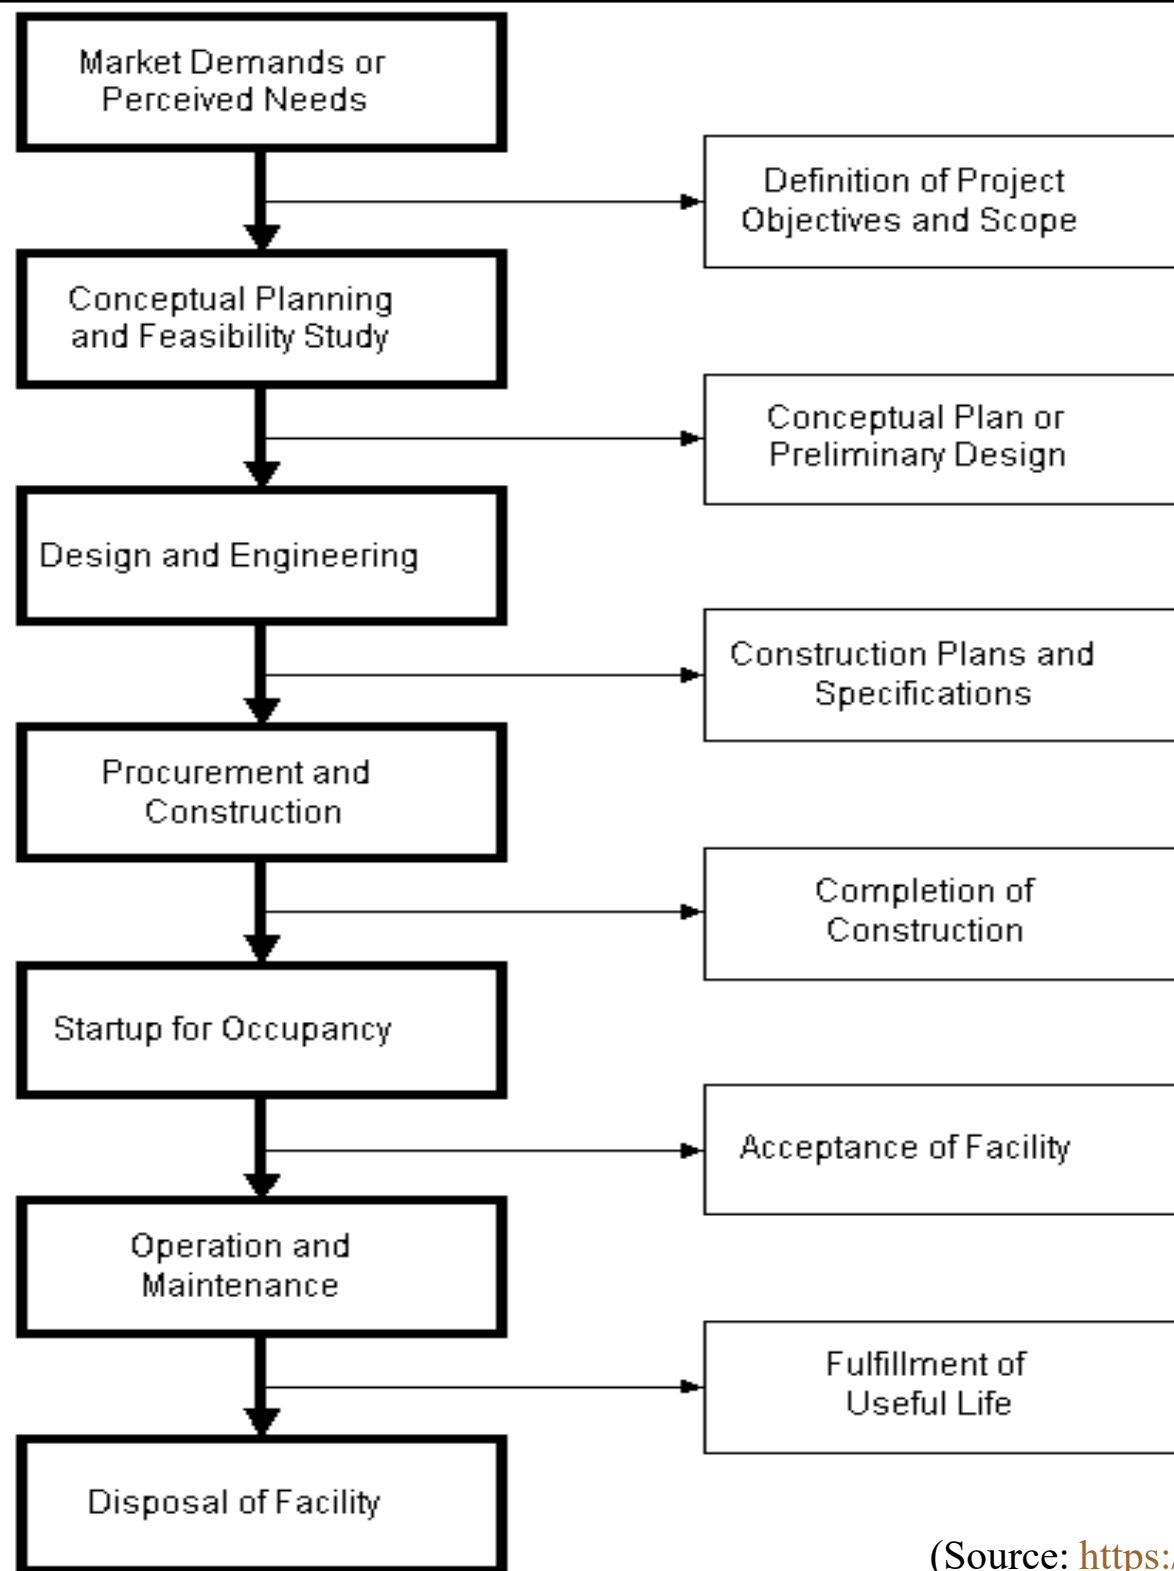 Market Demands or
Perceived Needs
Definition of Project
Objectives and Scope
Conceptual Planning
and Feasibility Study
Conceptual Plan or
Preliminary Design
Design and Engineering
Construction Plans and
Specifications
Procurement and
Construction
Completion of
Construction
Startup for Occupancy
Acceptance of Facility
Operation and
Maintenance
Fulfillment of
Useful Life
Disposal of Facility
(Source: https:/